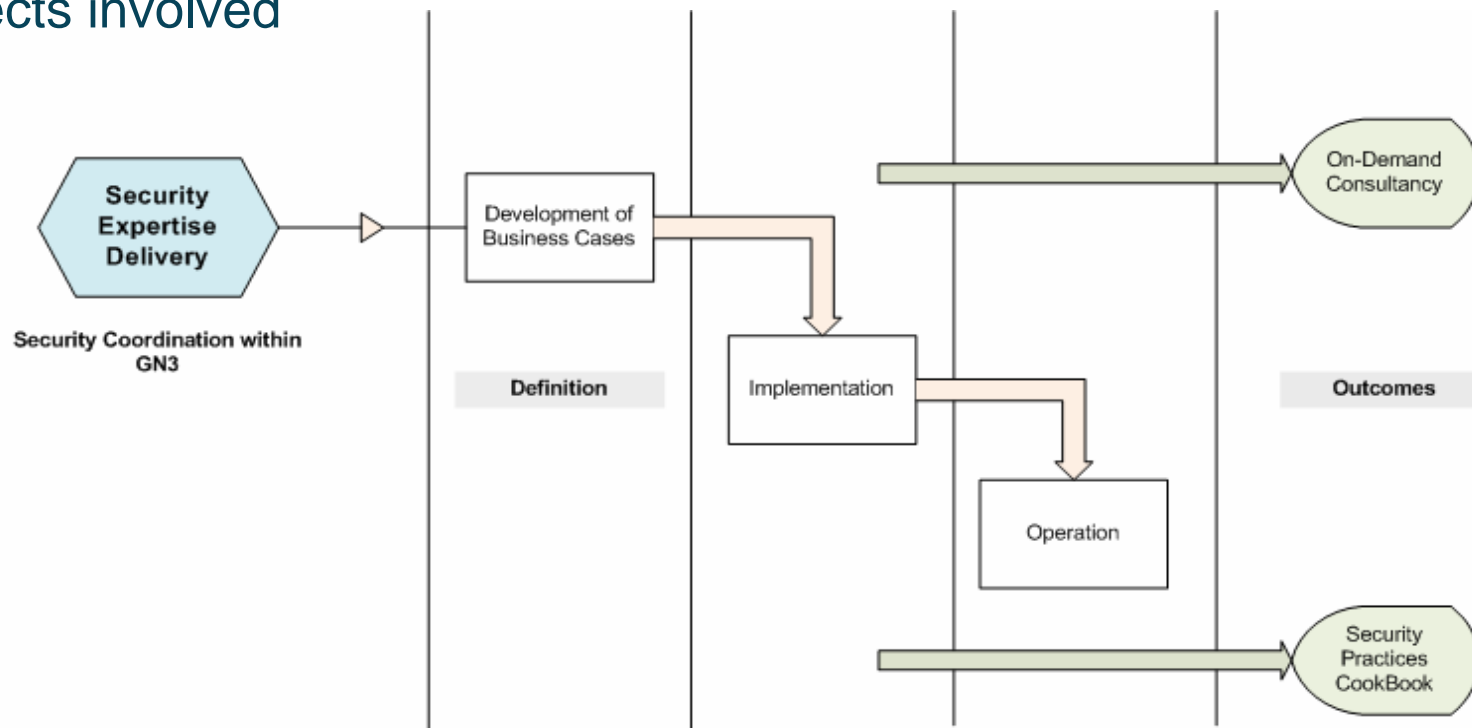 ects involved
Security
Expertise
Delivery
Security Coordination within
GN3
Development of
Business Cases
Definition
Implementation
Operation
On-Demand
Consultancy
Outcomes
Security
Practices
CookBook